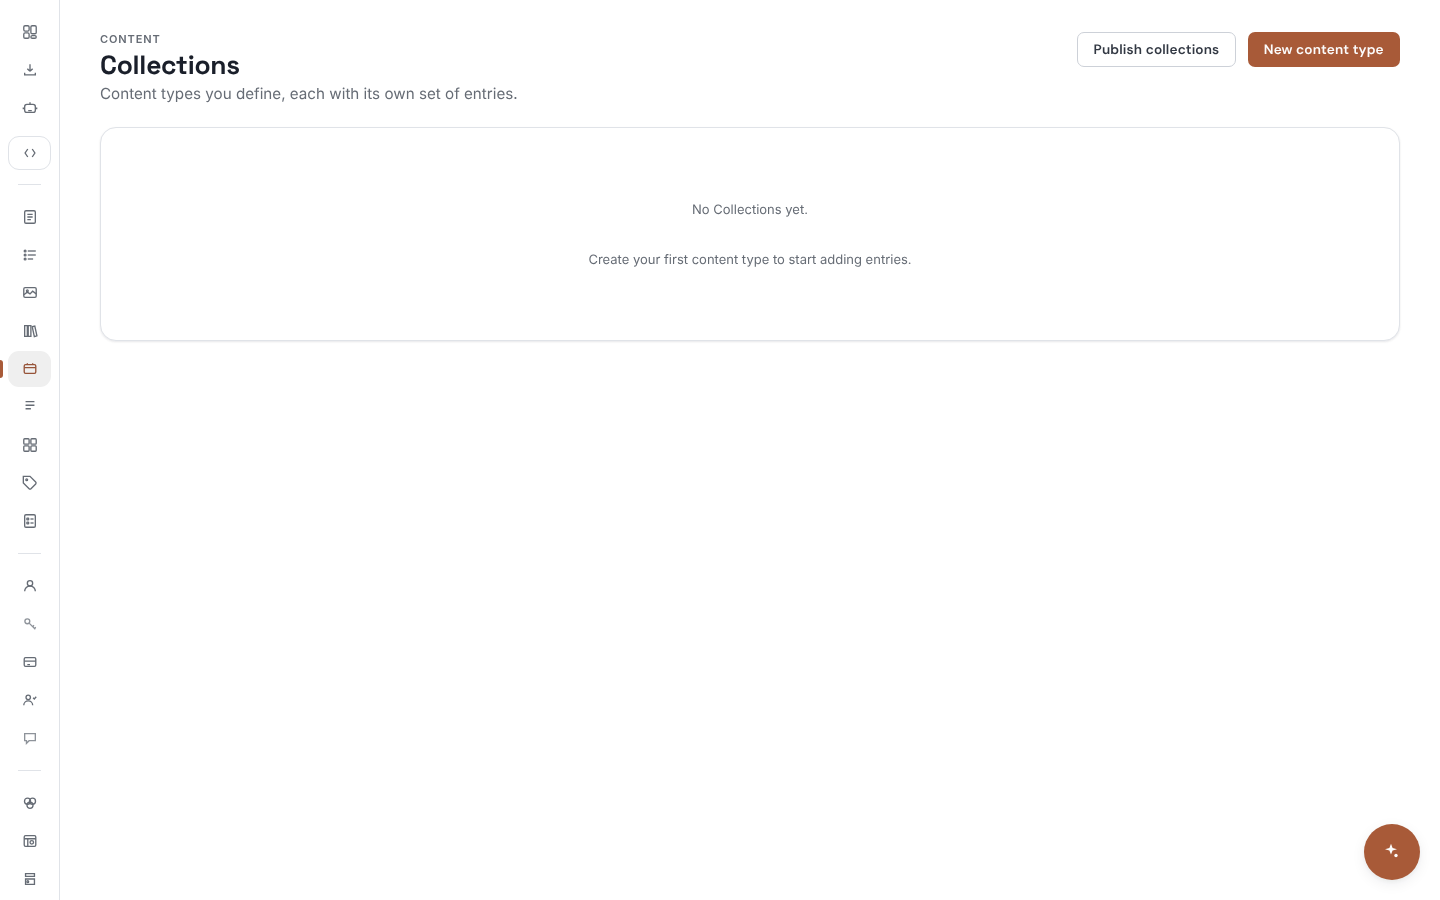 CONTENT
Collections
Content types you define, each with its own set of entries.
Publish collections
New content type
No Collections yet.
Create your first content type to start adding entries.